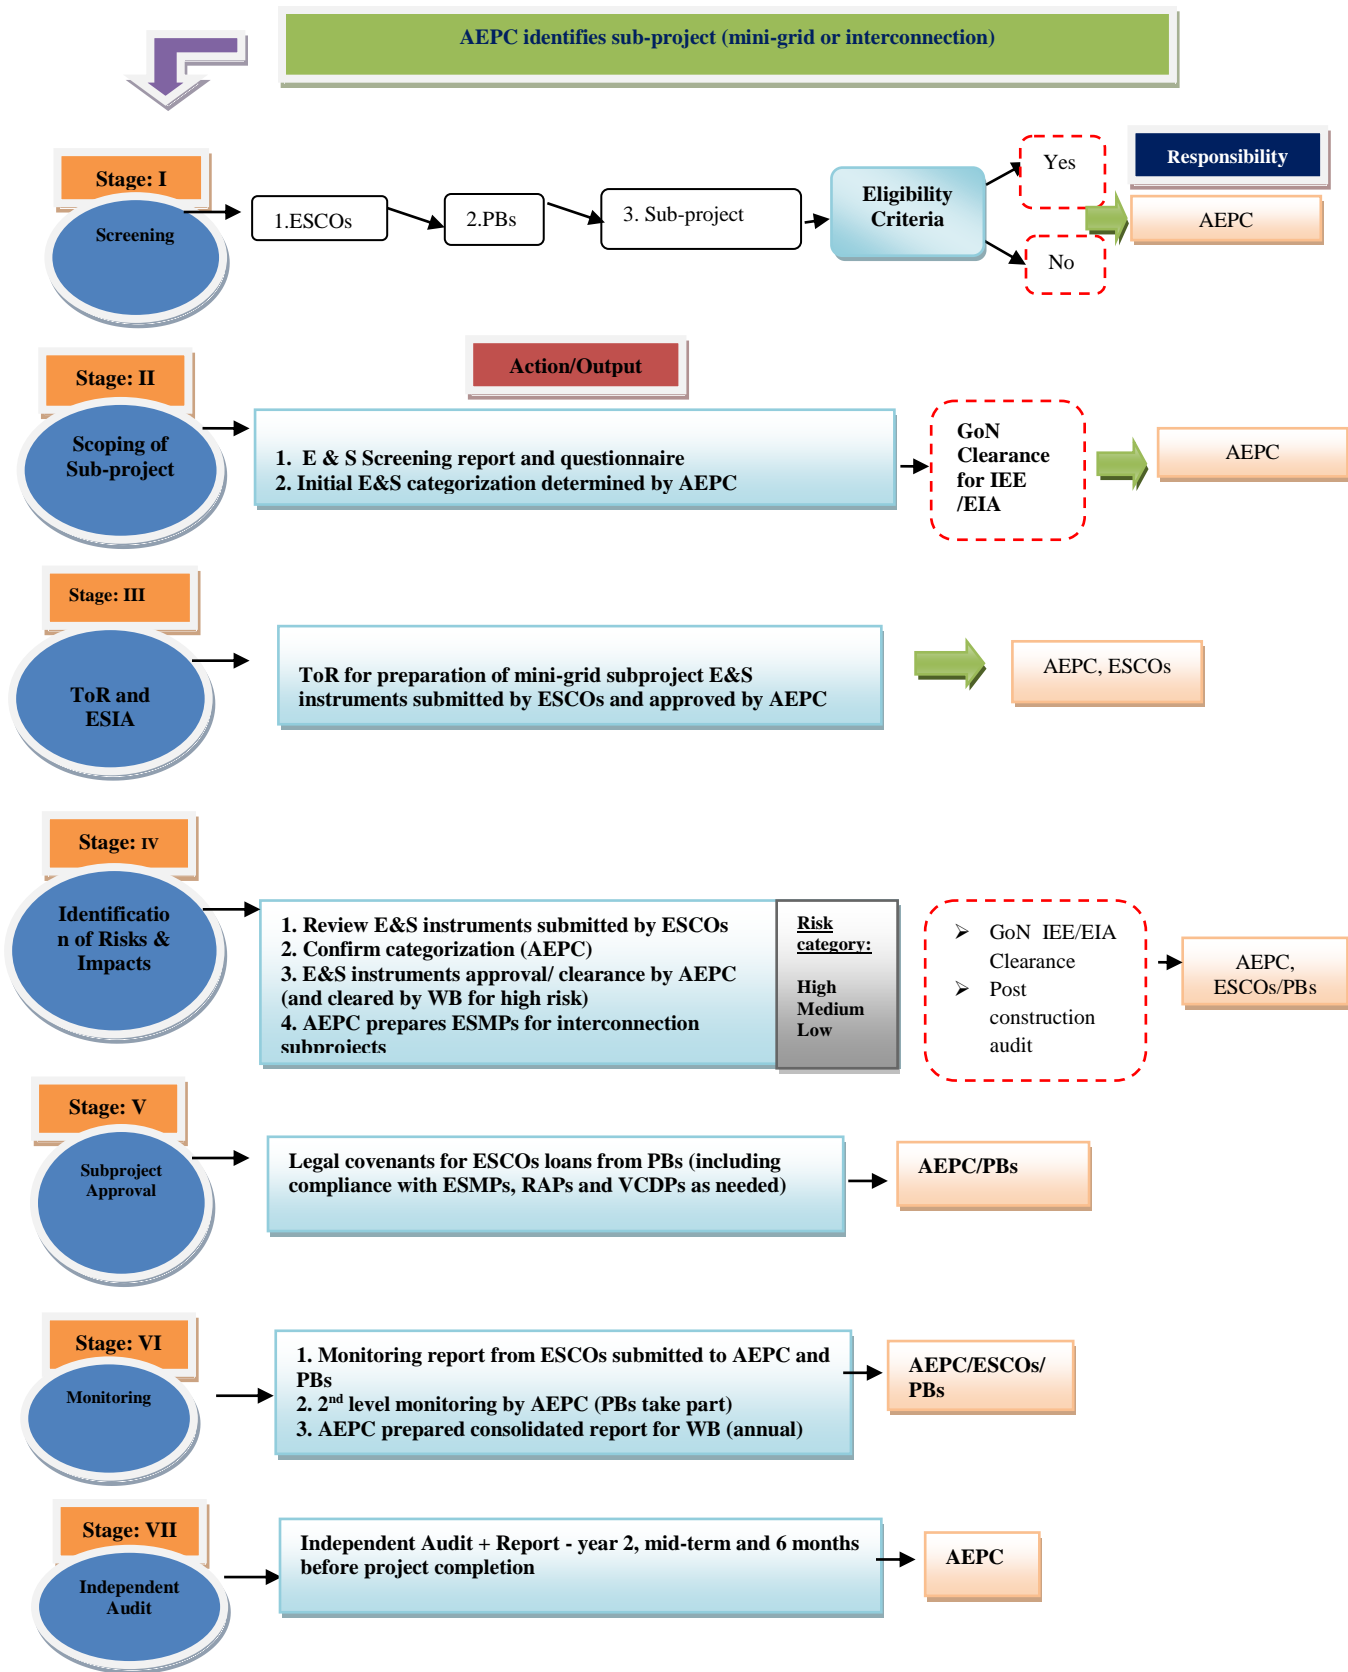 AEPC identifies sub-project (mini-grid or interconnection)
Stage: I
Screening
1.ESCOs
2.PBs
3. Sub-project
Eligibility
Criteria
Yes
No
Responsibility
AEPC
Stage: II
Scoping of
Sub-project
Action/Output
1. E & S Screening report and questionnaire
2. Initial E&S categorization determined by AEPC
GoN
Clearance
for IEE
/EIA
AEPC
Stage: III
ToR and
ESIA
ToR for preparation of mini-grid subproject E&S
instruments submitted by ESCOs and approved by AEPC
AEPC, ESCOs
Stage: IV
Identificatio
n of Risks &
Impacts
1. Review E&S instruments submitted by ESCOs
2. Confirm categorization (AEPC)
3. E&S instruments approval/ clearance by AEPC
(and cleared by WB for high risk)
4. AEPC prepares ESMPs for interconnection
subprojects
Risk
category:
High
Medium
Low
➢ GoN IEE/EIA
Clearance
➢ Post
construction
audit
AEPC,
ESCOs/PBs
Stage: V
Subproject
Approval
Legal covenants for ESCOs loans from PBs (including
compliance with ESMPs, RAPs and VCDPs as needed)
AEPC/PBs
Stage: VI
Monitoring
1. Monitoring report from ESCOs submitted to AEPC and
PBs
2. 2nd level monitoring by AEPC (PBs take part)
3. AEPC prepared consolidated report for WB (annual)
AEPC/ESCOs/
PBs
Stage: VII
Independent
Audit
Independent Audit + Report - year 2, mid-term and 6 months
before project completion
AEPC